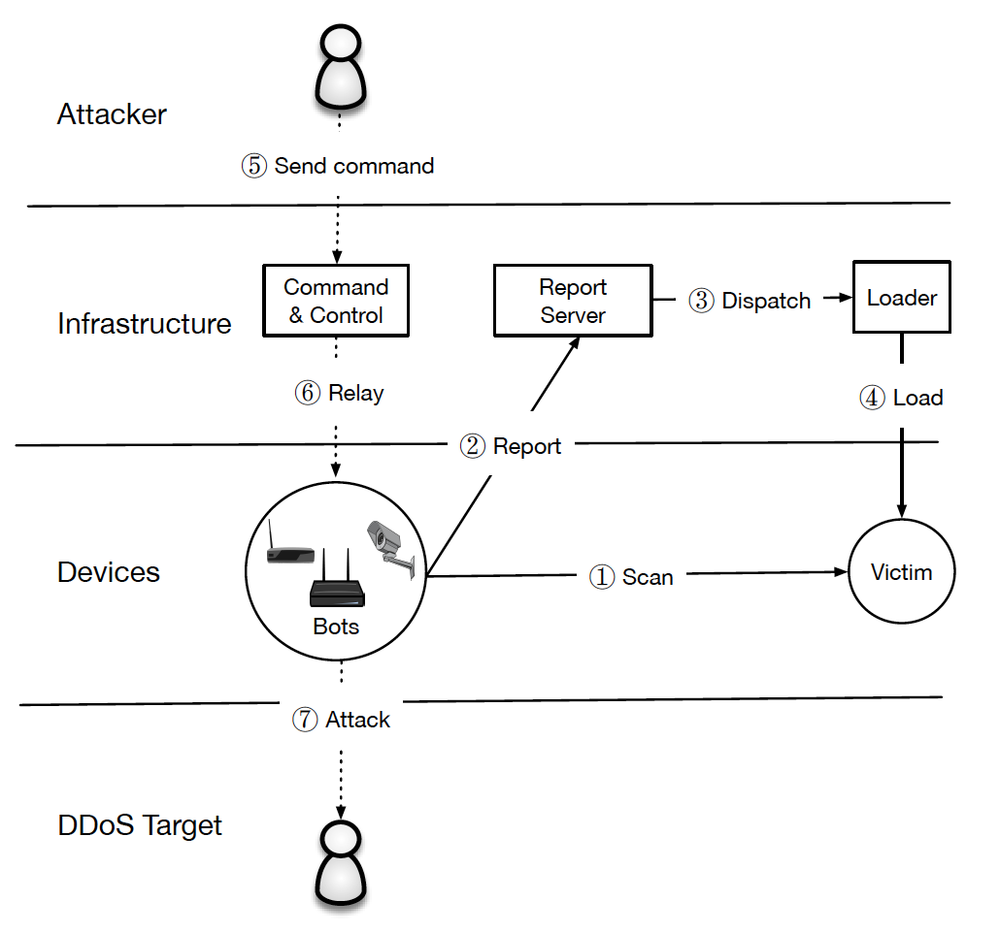 Attacker
⑤ Send command
Infrastructure
Command
& Control
Report
Server
③ Dispatch
Loader
⑥ Relay
④ Load
② Report
Devices
Bots
① Scan
Victim
⑦ Attack
DDoS Target